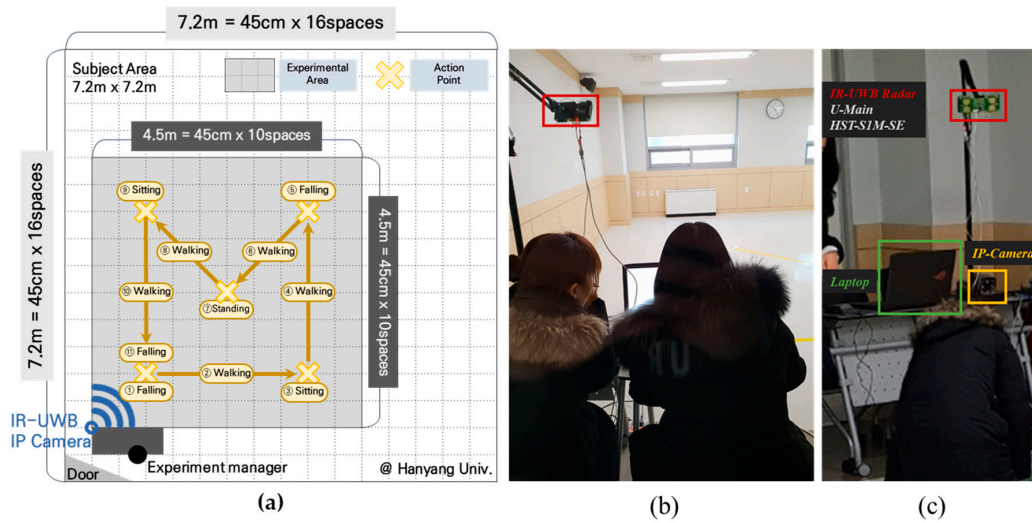 7.2m = 45cm x 16spaces
Subject Area
7.2m x 7.2m
Experimental
Area
Action
Point
4.5m = 45cm x 10spaces
7.2m = 45cm x 16spaces
4.5m = 45cm x 10spaces
⑨ Sitting
⑤ Falling
⑧ Walking
⑥ Walking
⑩ Walking
④ Walking
⑦Standing
⑪ Falling
① Falling
② Walking
③ Sitting
IR-UWB
IP Camera
Experiment manager
Door
@ Hanyang Univ.
(a)
(b)
IR-UWB Radar
U-Main
HST-S1M-SE
IP-Camera
Laptop
(c)